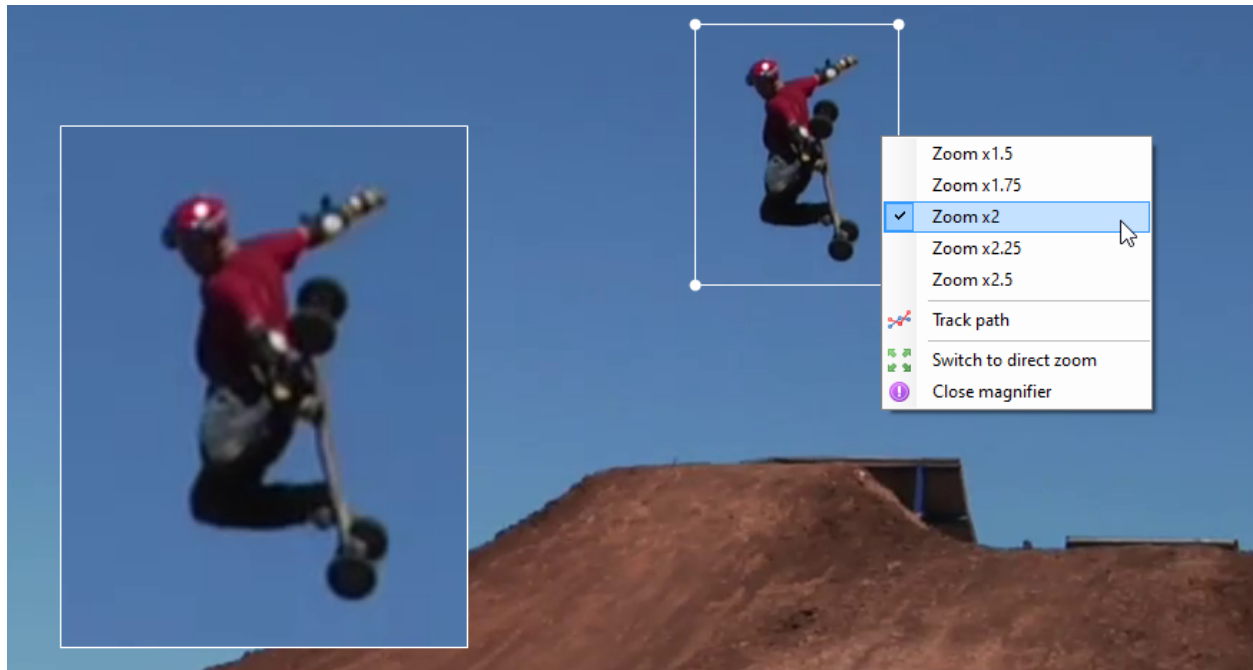 Zoom x1.5
Zoom x1.75
Zoom x2
Zoom x2.25
Zoom x2.5
Track path
Switch to direct zoom
Close magnifier